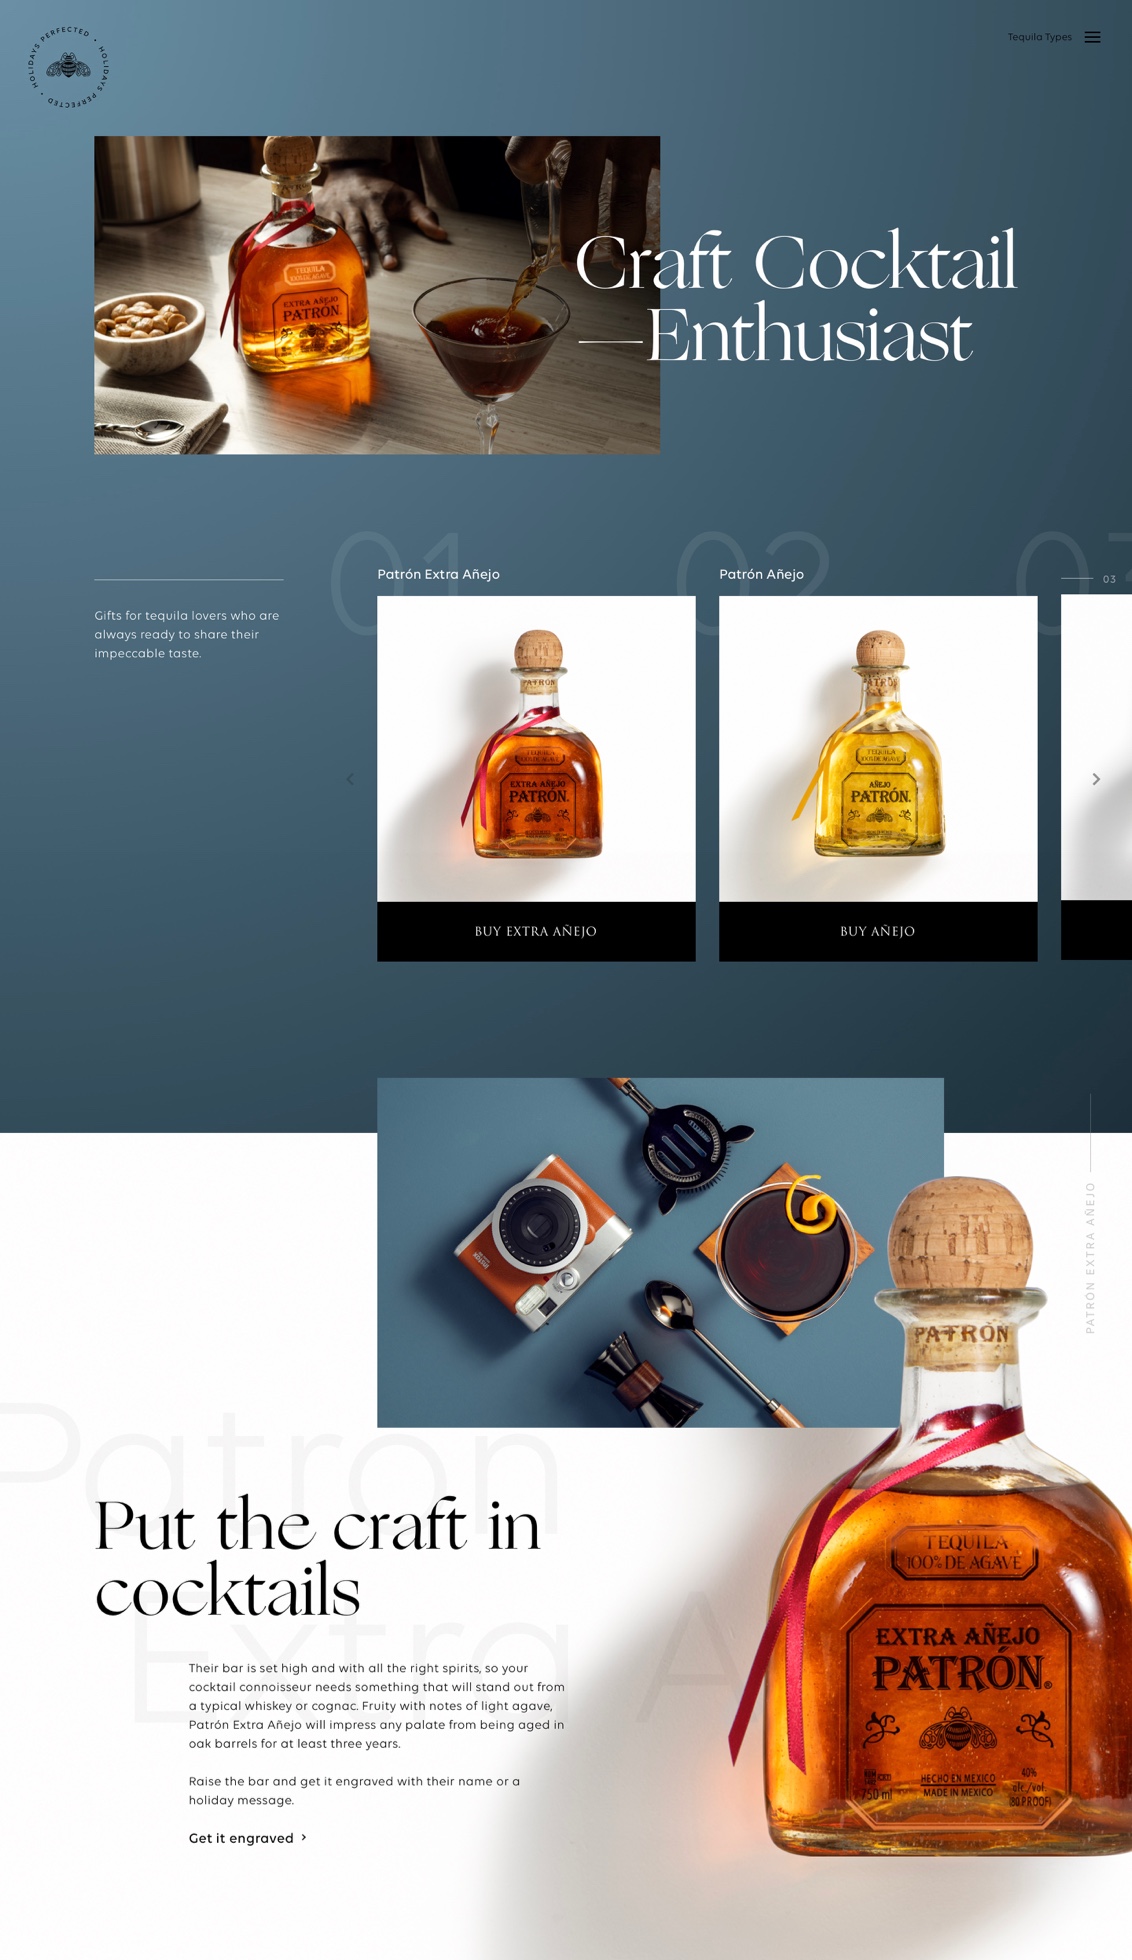 HOLIDAYS PERFECTED • HOLIDAYS PERFECTED •
Tequila Types
TEQUILA
100% DE AGAVE
EXTRA AÑEJO
PATRÓN
Craft Cocktail
—Enthusiast
01
02
03
Patrón Extra Añejo
Patrón Añejo
Gifts for tequila lovers who are
always ready to share their
impeccable taste.
PATRÓN
TEQUILA
100% DE AGAVE
EXTRA AÑEJO
PATRÓN
PATRÓN
TEQUILA
100% DE AGAVE
AÑEJO
PATRÓN
BUY EXTRA AÑEJO
BUY AÑEJO
PATRÓN EXTRA AÑEJO
PATRÓN
Patrón
Put the craft in
cocktails
Extra A
Their bar is set high and with all the right spirits, so your
cocktail connoisseur needs something that will stand out from
a typical whiskey or cognac. Fruity with notes of light agave,
Patrón Extra Añejo will impress any palate from being aged in
oak barrels for at least three years.
Raise the bar and get it engraved with their name or a
holiday message.
Get it engraved >
TEQUILA
100% DE AGAVE
EXTRA AÑEJO
PATRÓN®
HECHO EN MEXICO
MADE IN MEXICO
750 ml
40%
alc./vol.
(80 PROOF)